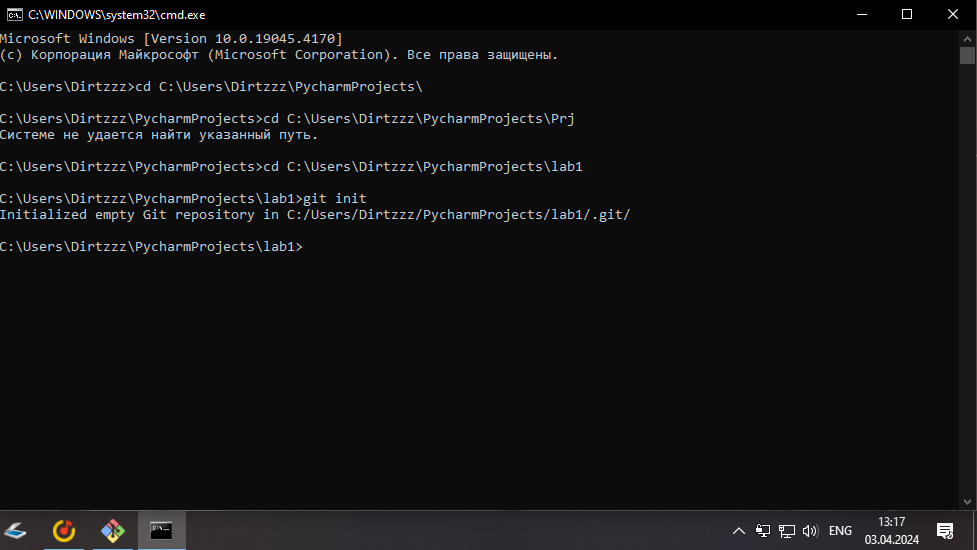 C:\WINDOWS\system32\cmd.exe
Microsoft Windows [Version 10.0.19045.4170]
(c) Корпорация Майкрософт (Microsoft Corporation). Все права защищены.
C:\Users\Dirtzzz>cd C:\Users\Dirtzzz\PycharmProjects\
C:\Users\Dirtzzz\PycharmProjects>cd C:\Users\Dirtzzz\PycharmProjects\Prj
Системе не удается найти указанный путь.
C:\Users\Dirtzzz\PycharmProjects>cd C:\Users\Dirtzzz\PycharmProjects\lab1
C:\Users\Dirtzzz\PycharmProjects\lab1>git init
Initialized empty Git repository in C:/Users/Dirtzzz/PycharmProjects/lab1/.git/
C:\Users\Dirtzzz\PycharmProjects\lab1>
ENG
13:17
03.04.2024